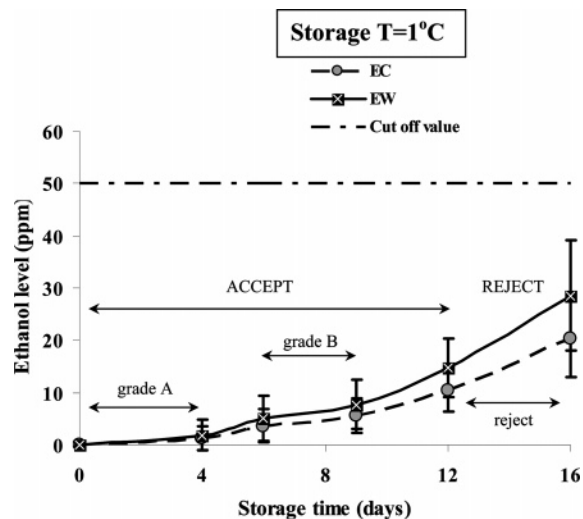 Storage T=1°C
EC
EW
Cut off value
Ethanol level (ppm)
60
50
40
30
20
10
0
ACCEPT
REJECT
grade B
grade A
reject
0 4 8 12 16
Storage time (days)